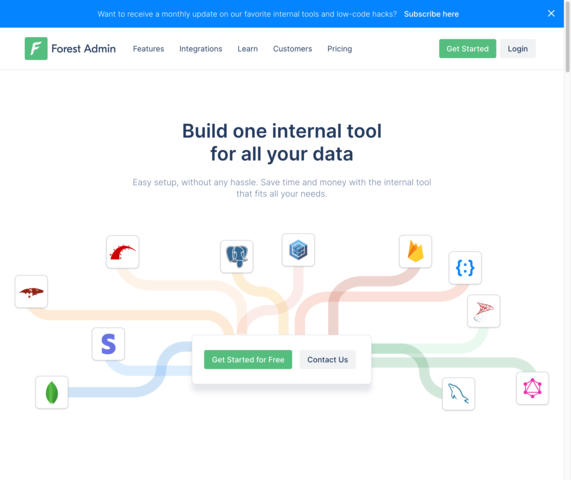 Want to receive a monthly update on our favorite internal tools and low-code hacks? Subscribe here
Forest Admin Features Integrations Learn Customers Pricing Get Started Login
Build one internal tool
for all your data
Easy setup, without any hassle. Save time and money with the internal tool
that fits all your needs.
Get Started for Free Contact Us